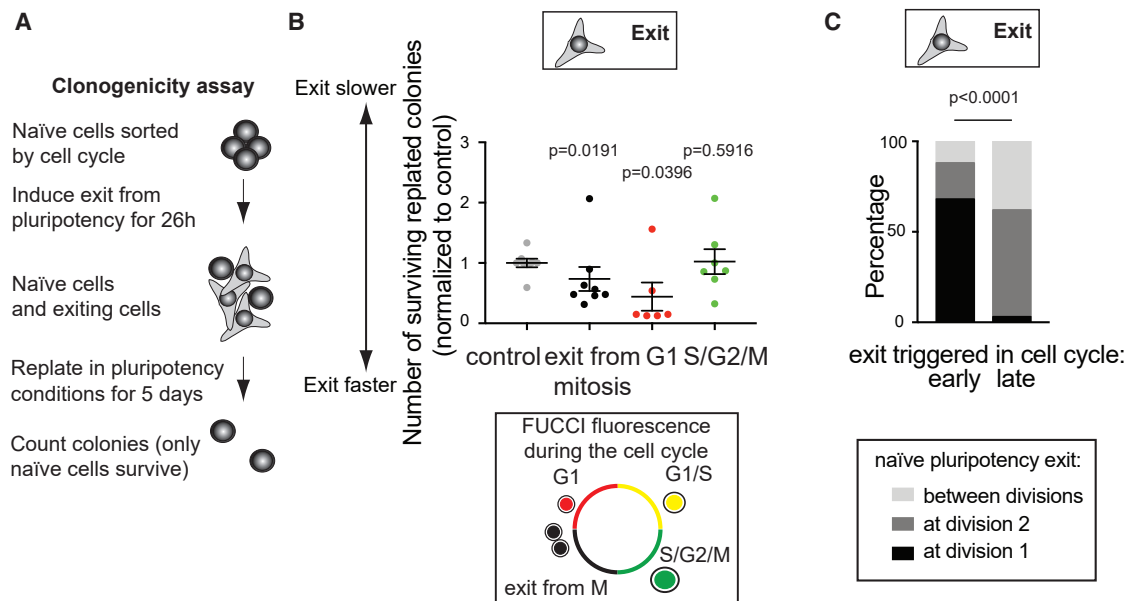 A
Clonogenicity assay
Naïve cells sorted
by cell cycle
Induce exit from
pluripotency for 26h
Naïve cells
and exiting cells
Replate in pluripotency
conditions for 5 days
Count colonies (only
naïve cells survive)
B
Exit
Exit slower
Exit faster
Number of surviving replated colonies
(normalized to control)
3
2
1
0
p=0.0191
p=0.0396
p=0.5916
control exit from G1 S/G2/M
mitosis
FUCCI fluorescence
during the cell cycle
G1
G1/S
S/G2/M
exit from M
C
Exit
p<0.0001
Percentage
100
50
0
exit triggered in cell cycle:
early late
naïve pluripotency exit:
between divisions
at division 2
at division 1